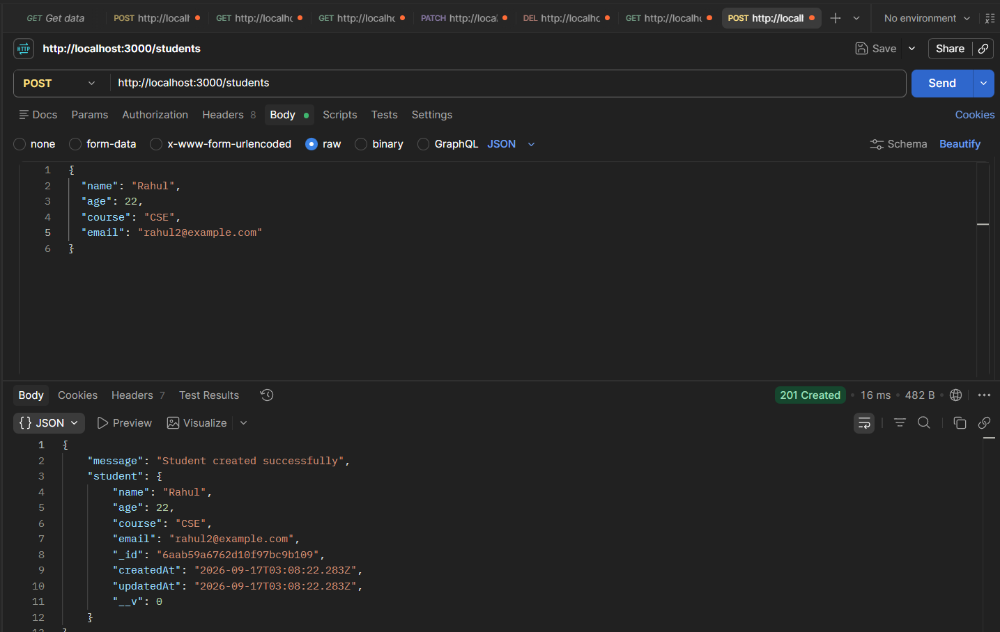 GET Get data POST http://localh GET http://localhc GET http://localhc PATCH http://local DEL http://localhc GET http://localhc POST http://localh No environment
HTTP http://localhost:3000/students Save Share
POST http://localhost:3000/students Send
Docs Params Authorization Headers 8 Body Scripts Tests Settings Cookies
none form-data x-www-form-urlencoded raw binary GraphQL JSON Schema Beautify
1 {
2 "name": "Rahul",
3 "age": 22,
4 "course": "CSE",
5 "email": "rahul2@example.com"
6 }
Body Cookies Headers 7 Test Results 201 Created 16 ms 482 B
{} JSON Preview Visualize
1 {
2 "message": "Student created successfully",
3 "student": {
4 "name": "Rahul",
5 "age": 22,
6 "course": "CSE",
7 "email": "rahul2@example.com",
8 "_id": "6aab59a6762d10f97bc9b109",
9 "createdAt": "2026-09-17T03:08:22.283Z",
10 "updatedAt": "2026-09-17T03:08:22.283Z",
11 "__v": 0
12 }